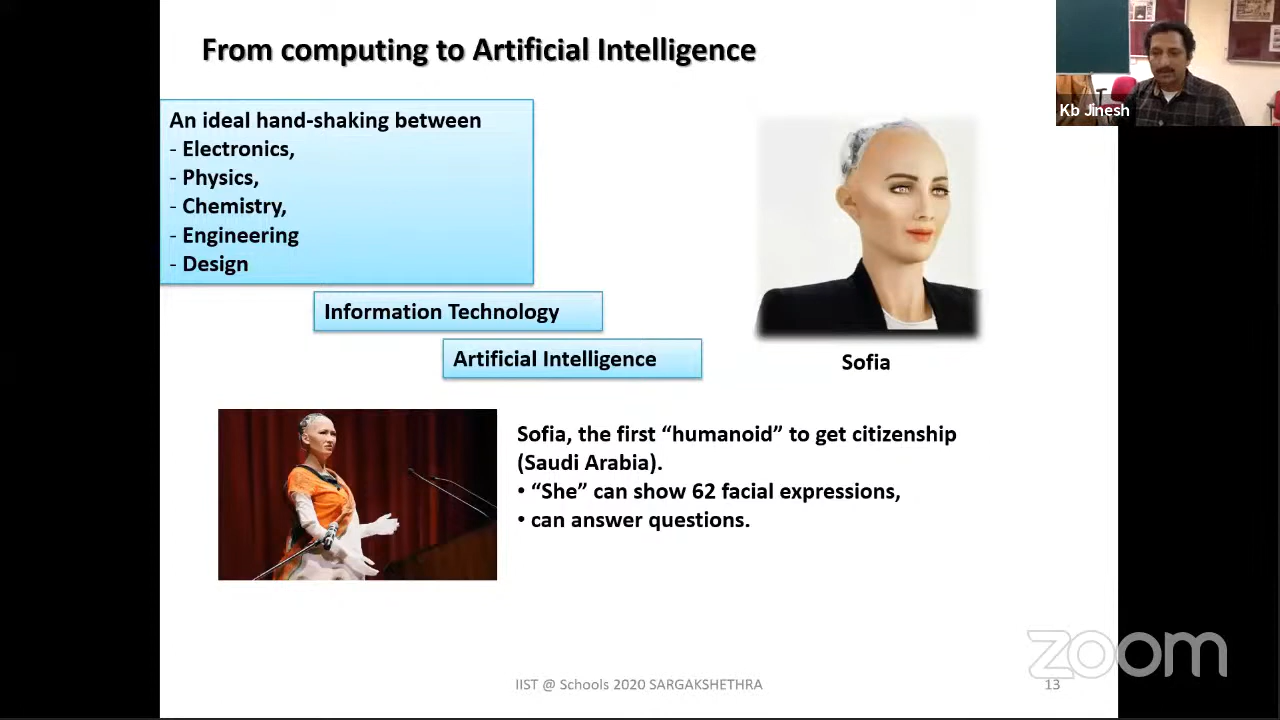 From computing to Artificial Intelligence
Kb Jinesh
An ideal hand-shaking between
- Electronics,
- Physics,
- Chemistry,
- Engineering
- Design
Information Technology
Artificial Intelligence
Sofia
Sofia, the first “humanoid” to get citizenship
(Saudi Arabia).
• “She” can show 62 facial expressions,
• can answer questions.
zoom
IIST @ Schools 2020 SARGAKSHETHRA
13